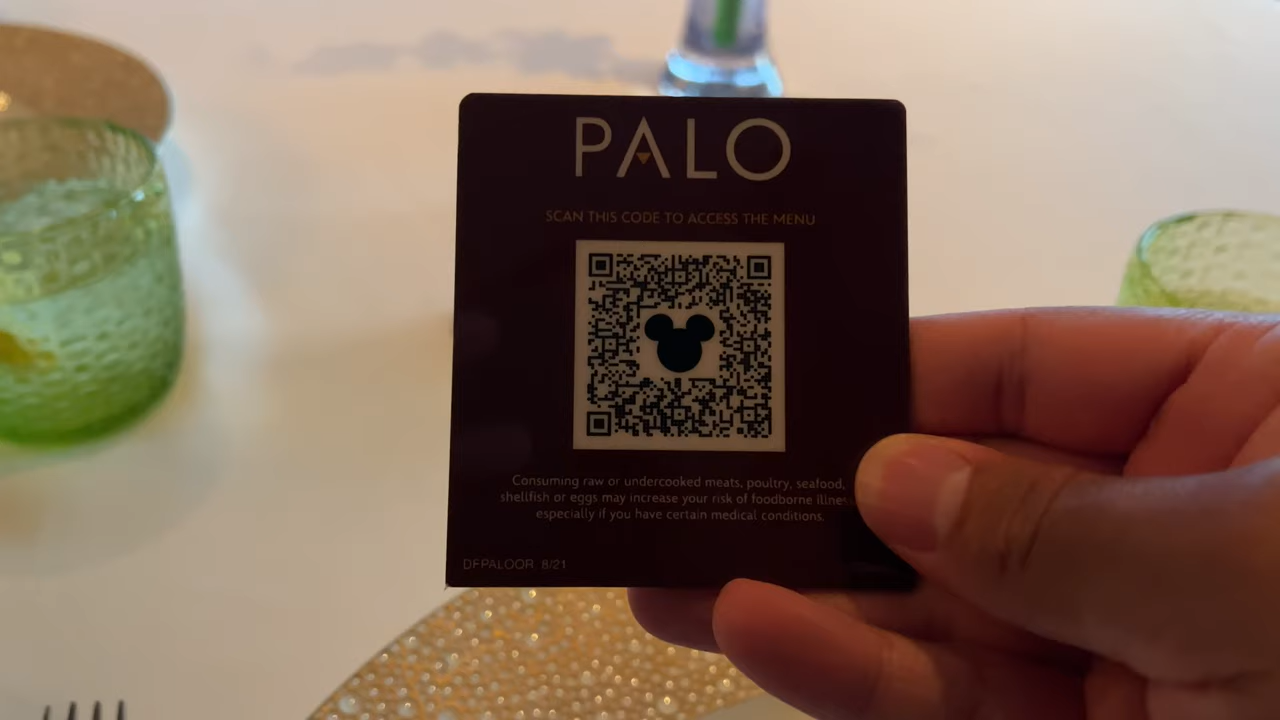 PALO
SCAN THIS CODE TO ACCESS THE MENU
Consuming raw or undercooked meats, poultry, seafood,
shellfish or eggs may increase your risk of foodborne illnes
especially if you have certain medical conditions.
DFPALOOR 8/21